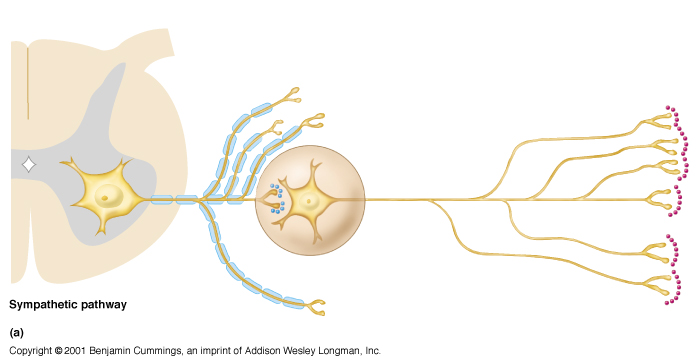 Sympathetic pathway
(a)
Copyright © 2001 Benjamin Cummings, an imprint of Addison Wesley Longman, Inc.